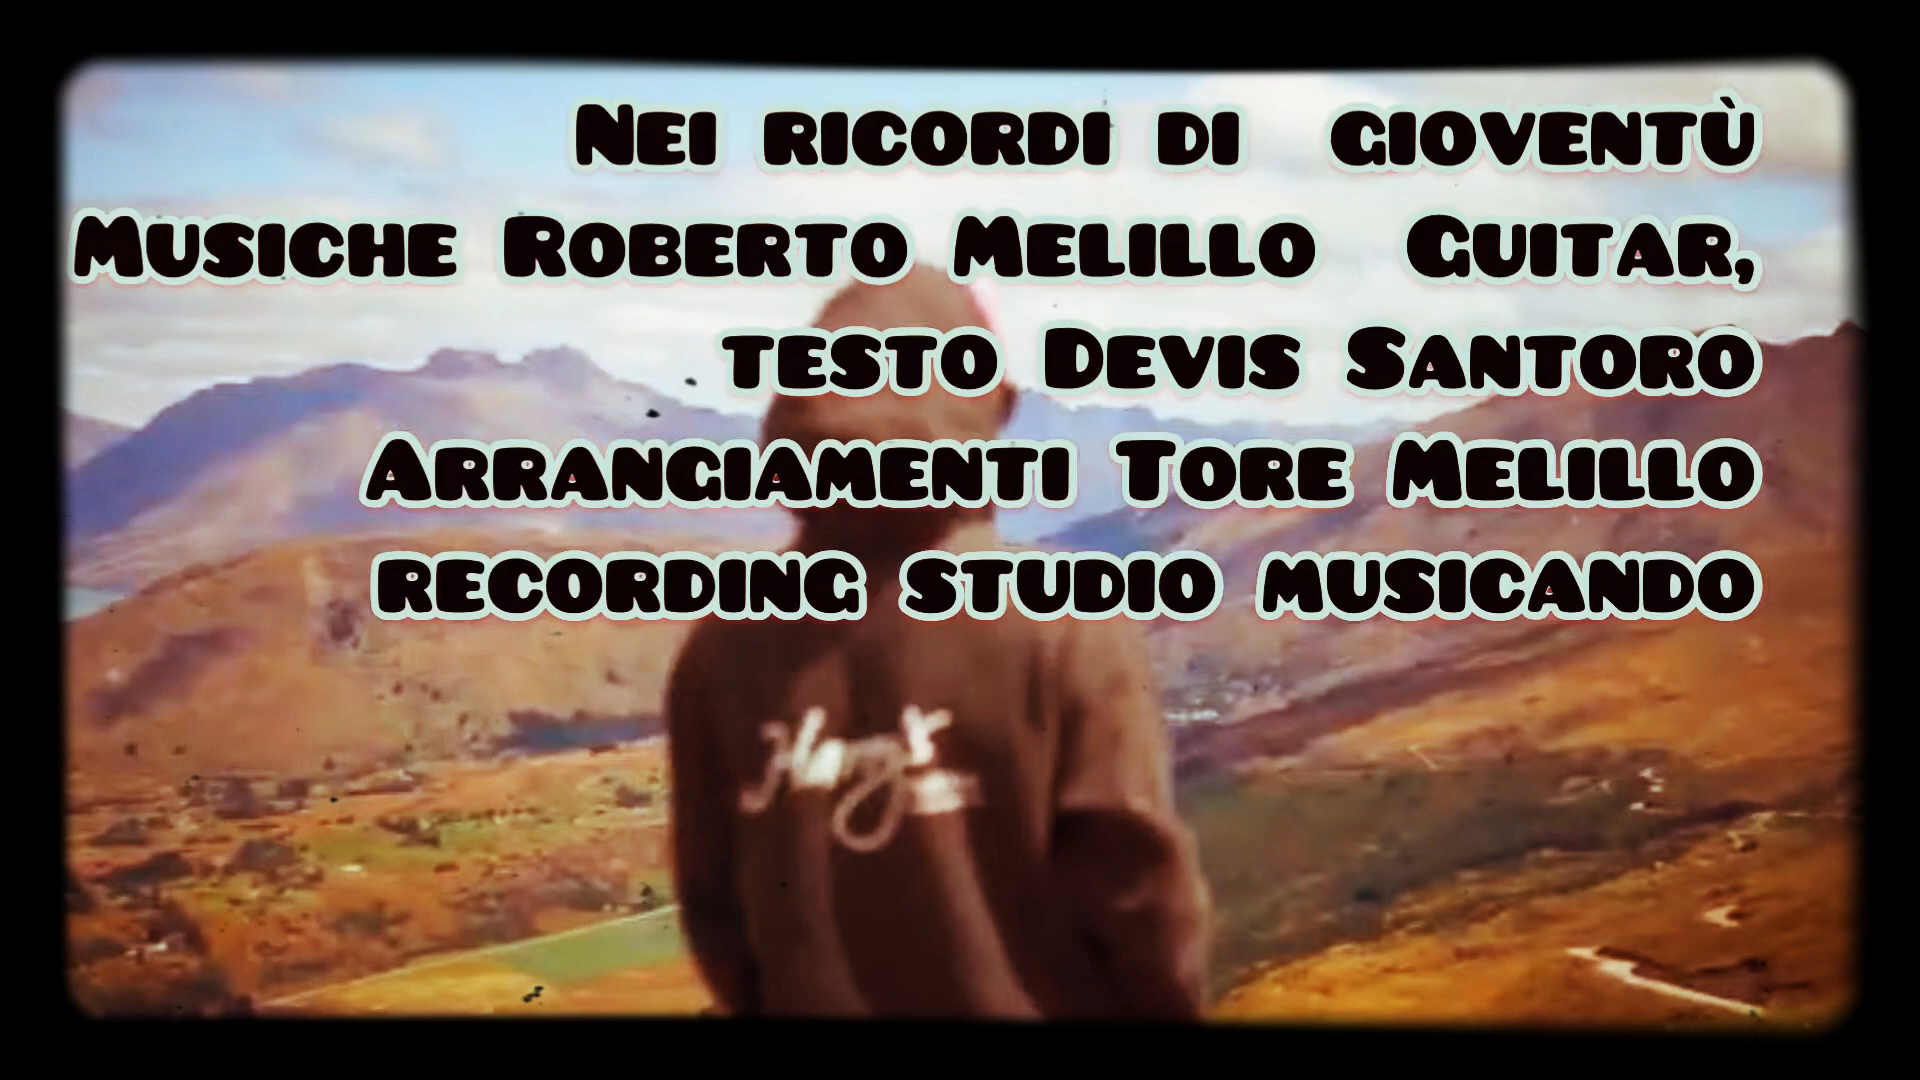 Nei ricordi di gioventù
Musiche Roberto Melillo Guitar,
testo Devis Santoro
Arrangiamenti Tore Melillo
recording studio musicando